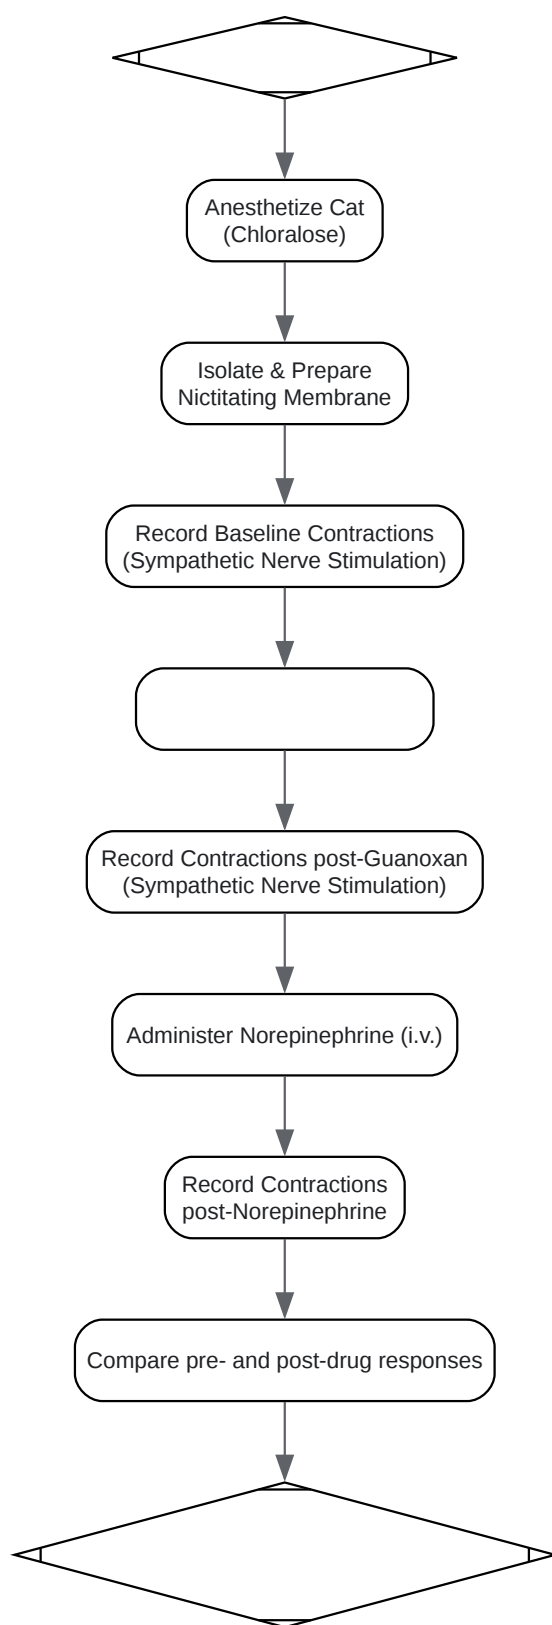 Anesthetize Cat
(Chloralose)
Isolate & Prepare
Nictitating Membrane
Record Baseline Contractions
(Sympathetic Nerve Stimulation)
Record Contractions post-Guanoxan
(Sympathetic Nerve Stimulation)
Administer Norepinephrine (i.v.)
Record Contractions
post-Norepinephrine
Compare pre- and post-drug responses